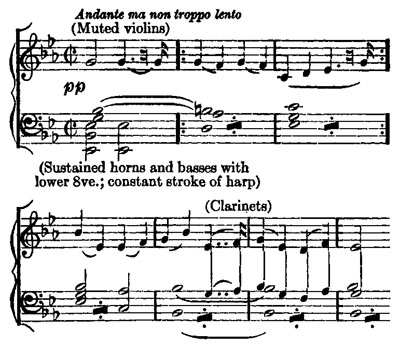 Andante ma non troppo lento
(Muted violins)
pp
(Sustained horns and basses with
lower 8ve.; constant stroke of harp)
(Clarinets)